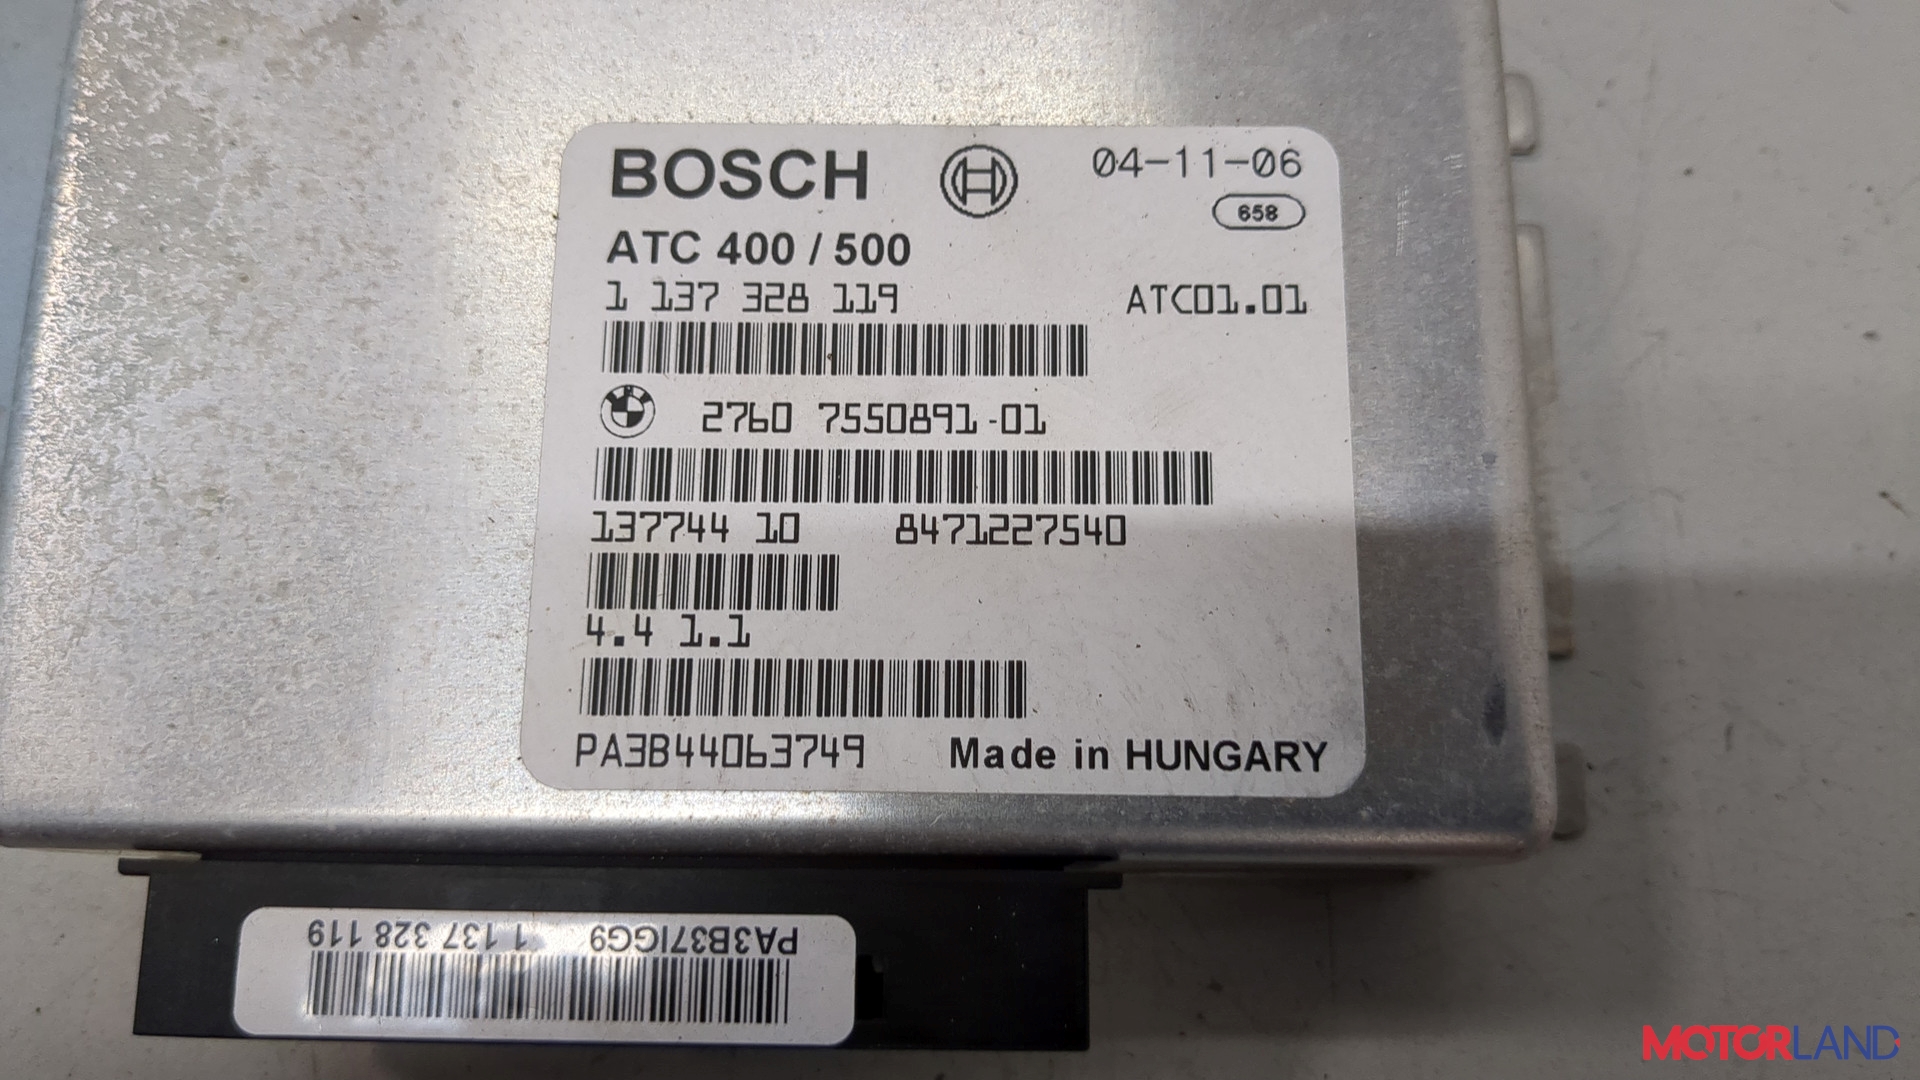 BOSCH 04-11-06
658
ATC 400 / 500
1 137 328 119 ATC01.01
2760 7550891-01
137744 10 8471227540
4.4 1.1
PA3B44063749 Made in HUNGARY
PA3B37IGG9 1 137 328 119
MOTORLAND